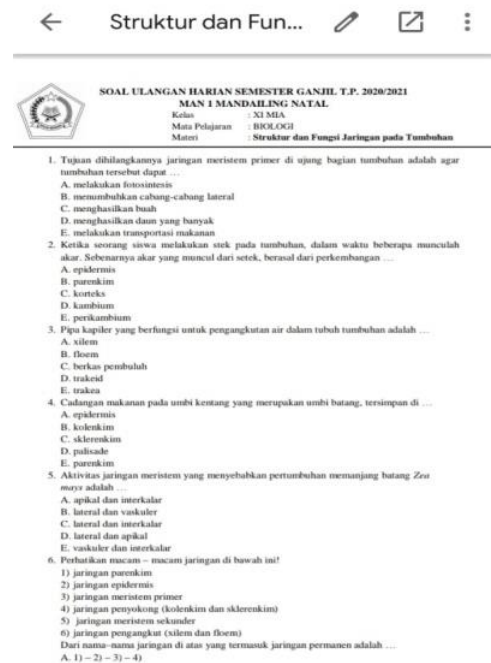 Struktur dan Fun...
SOAL ULANGAN HARIAN SEMESTER GANJIL T.P. 2020/2021
MAN 1 MANDAILING NATAL
Kelas : XI MIA
Mata Pelajaran : BIOLOGI
Materi : Struktur dan Fungsi Jaringan pada Tumbuhan
1. Tujuan dihilangkannya jaringan meristem primer di ujung bagian tumbuhan adalah agar
tumbuhan tersebut dapat …
A. melakukan fotosintesis
B. menumbuhkan cabang-cabang lateral
C. menghasilkan buah
D. menghasilkan daun yang banyak
E. melakukan transportasi makanan
2. Ketika seorang siswa melakukan stek pada tumbuhan, dalam waktu beberapa munculah
akar. Sebenarnya akar yang muncul dari setek, berasal dari perkembangan …
A. epidermis
B. parenkim
C. korteks
D. kambium
E. perikambium
3. Pipa kapiler yang berfungsi untuk pengangkutan air dalam tubuh tumbuhan adalah …
A. xilem
B. floem
C. berkas pembuluh
D. trakeid
E. trakea
4. Cadangan makanan pada umbi kentang yang merupakan umbi batang, tersimpan di …
A. epidermis
B. kolenkim
C. sklerenkim
D. palisade
E. parenkim
5. Aktivitas jaringan meristem yang menyebabkan pertumbuhan memanjang batang Zea
mays adalah …
A. apikal dan interkalar
B. lateral dan vaskuler
C. lateral dan interkalar
D. lateral dan apikal
E. vaskuler dan interkalar
6. Perhatikan macam – macam jaringan di bawah ini!
1) jaringan parenkim
2) jaringan epidermis
3) jaringan meristem primer
4) jaringan penyokong (kolenkim dan sklerenkim)
5) jaringan meristem sekunder
6) jaringan pengangkut (xilem dan floem)
Dari nama–nama jaringan di atas yang termasuk jaringan permanen adalah …
A. 1) – 2) – 3) – 4)